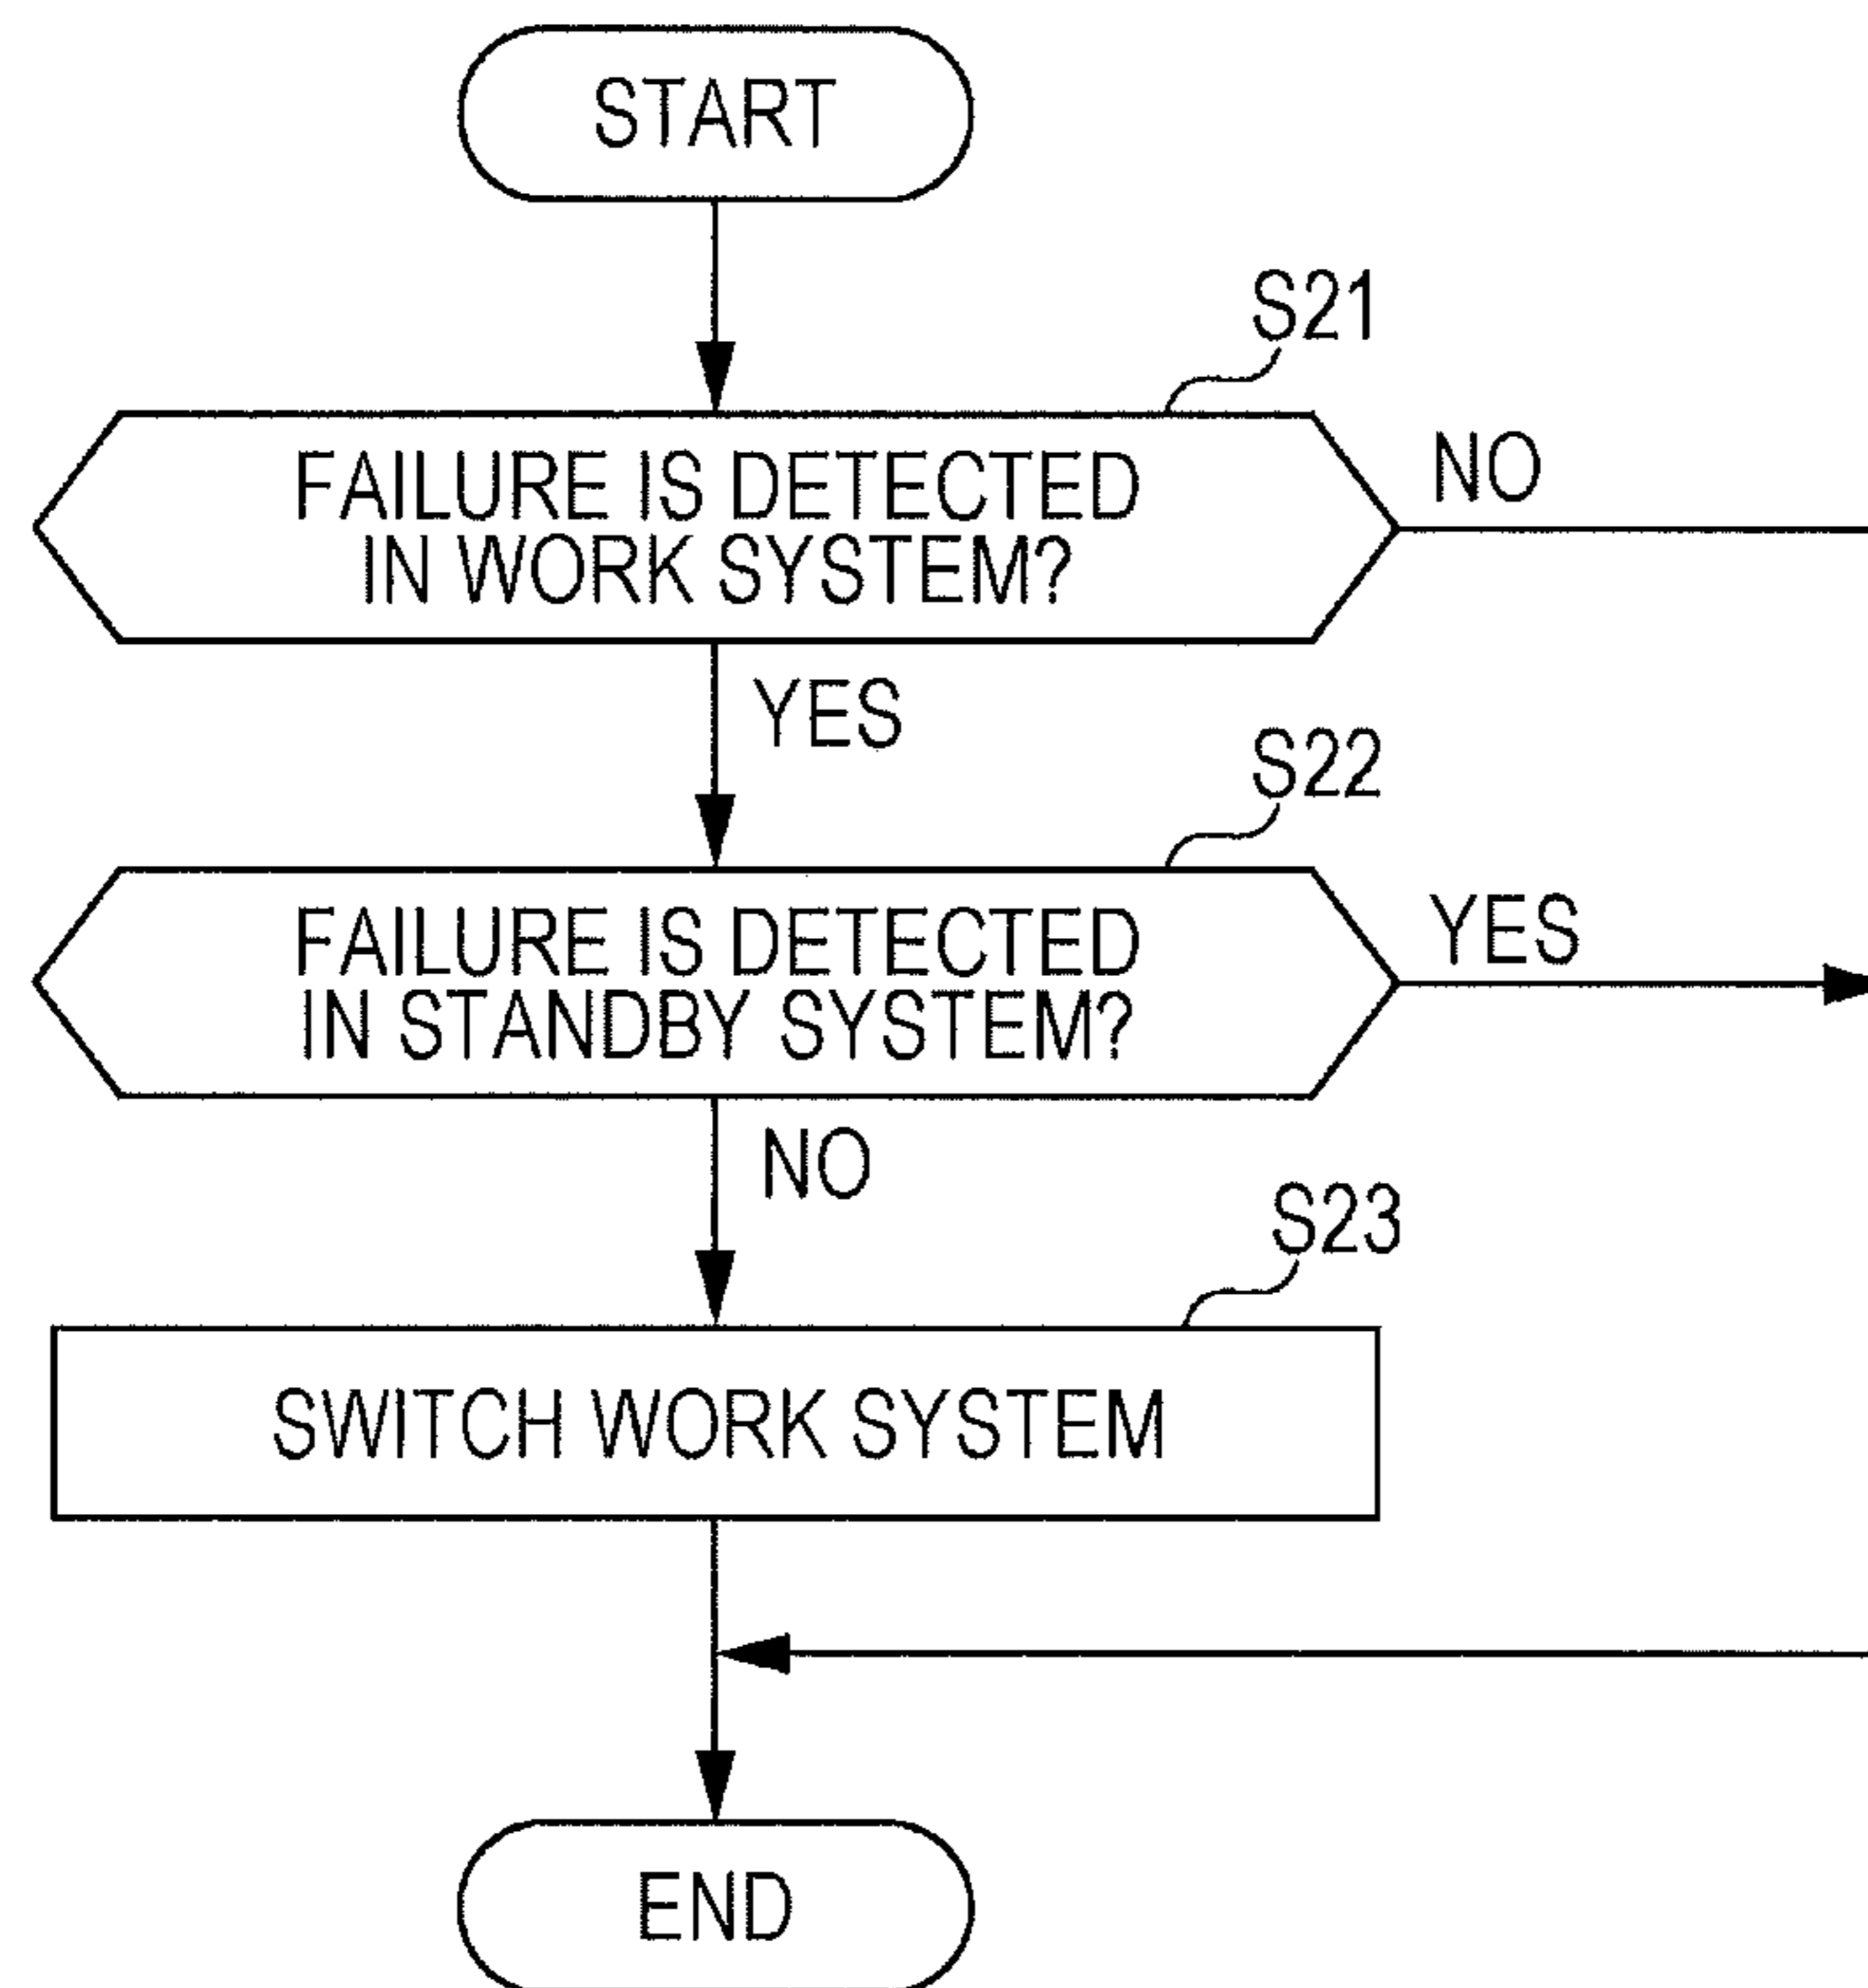 START
S21
FAILURE IS DETECTED
IN WORK SYSTEM?
NO
YES
S22
FAILURE IS DETECTED
IN STANDBY SYSTEM?
YES
NO
S23
SWITCH WORK SYSTEM
END